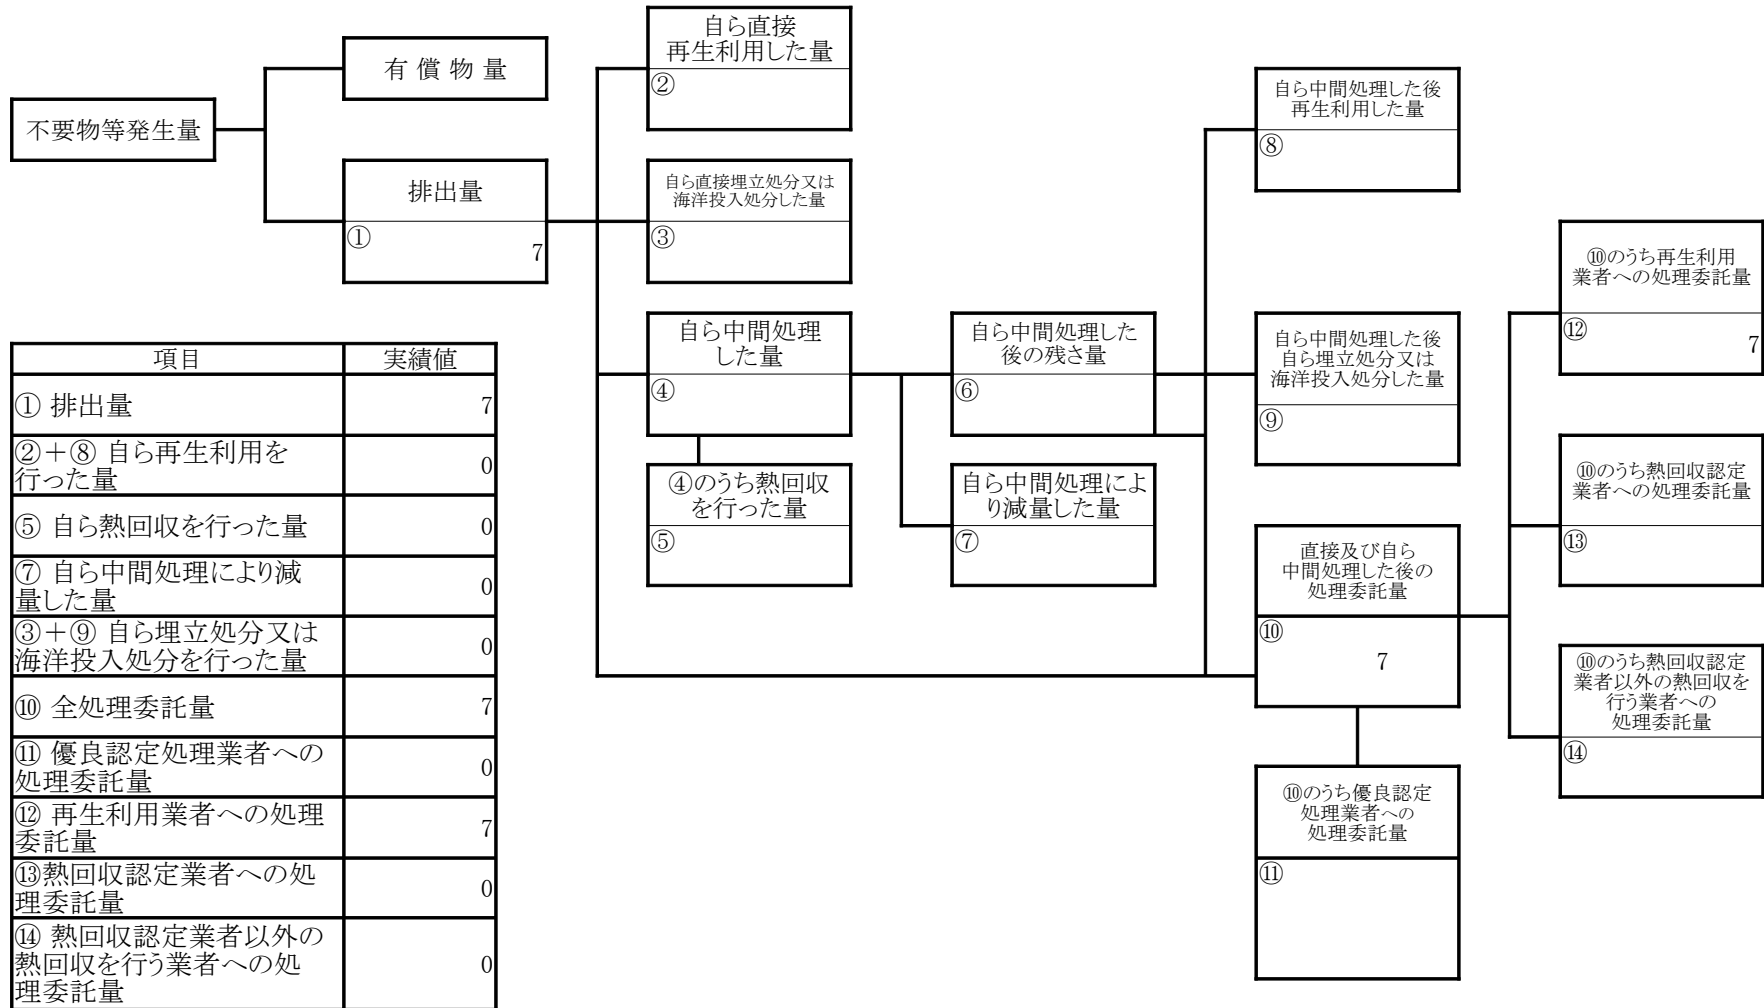 不要物等発生量
有 償 物 量
排出量
①
7
自ら直接
再生利用した量
②
自ら直接埋立処分又は
海洋投入処分した量
③
自ら中間処理
した量
④
④のうち熱回収
を行った量
⑤
自ら中間処理した
後の残さ量
⑥
自ら中間処理によ
り減量した量
⑦
自ら中間処理した後
再生利用した量
⑧
自ら中間処理した後
自ら埋立処分又は
海洋投入処分した量
⑨
直接及び自ら
中間処理した後の
処理委託量
⑩
7
⑩のうち優良認定
処理業者への
処理委託量
⑪
⑩のうち再生利用
業者への処理委託量
⑫
7
⑩のうち熱回収認定
業者への処理委託量
⑬
⑩のうち熱回収認定
業者以外の熱回収を
行う業者への
処理委託量
⑭
項目 実績値
① 排出量 7
②＋⑧ 自ら再生利用を
行った量 0
⑤ 自ら熱回収を行った量 0
⑦ 自ら中間処理により減
量した量 0
③＋⑨ 自ら埋立処分又は
海洋投入処分を行った量 0
⑩ 全処理委託量 7
⑪ 優良認定処理業者への
処理委託量 0
⑫ 再生利用業者への処理
委託量 7
⑬熱回収認定業者への処
理委託量 0
⑭ 熱回収認定業者以外の
熱回収を行う業者への処
理委託量 0